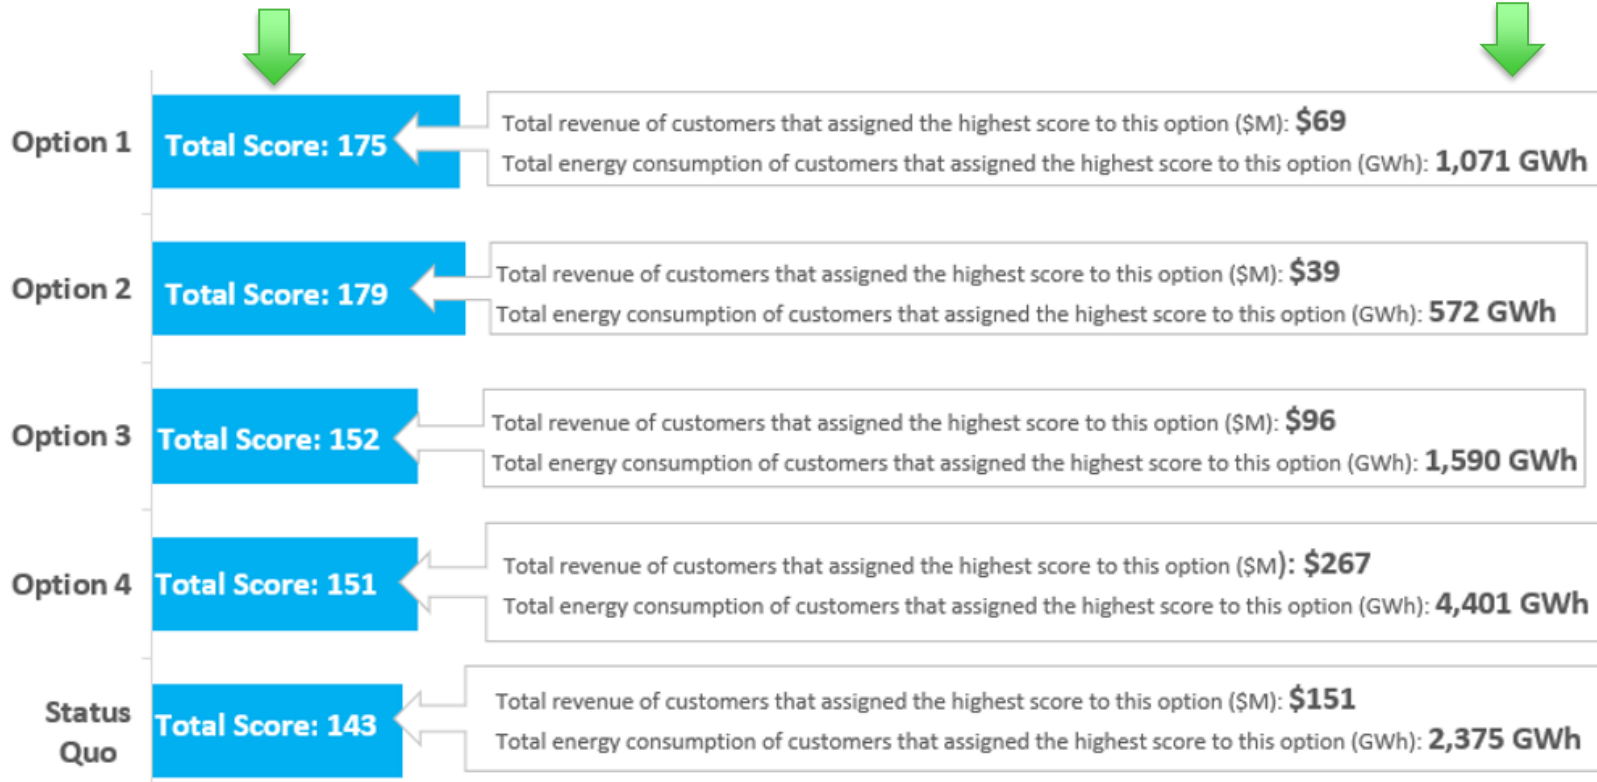 Option 1
Total Score: 175
Total revenue of customers that assigned the highest score to this option ($M): $69
Total energy consumption of customers that assigned the highest score to this option (GWh): 1,071 GWh
Option 2
Total Score: 179
Total revenue of customers that assigned the highest score to this option ($M): $39
Total energy consumption of customers that assigned the highest score to this option (GWh): 572 GWh
Option 3
Total Score: 152
Total revenue of customers that assigned the highest score to this option ($M): $96
Total energy consumption of customers that assigned the highest score to this option (GWh): 1,590 GWh
Option 4
Total Score: 151
Total revenue of customers that assigned the highest score to this option ($M): $267
Total energy consumption of customers that assigned the highest score to this option (GWh): 4,401 GWh
Status
Quo
Total Score: 143
Total revenue of customers that assigned the highest score to this option ($M): $151
Total energy consumption of customers that assigned the highest score to this option (GWh): 2,375 GWh